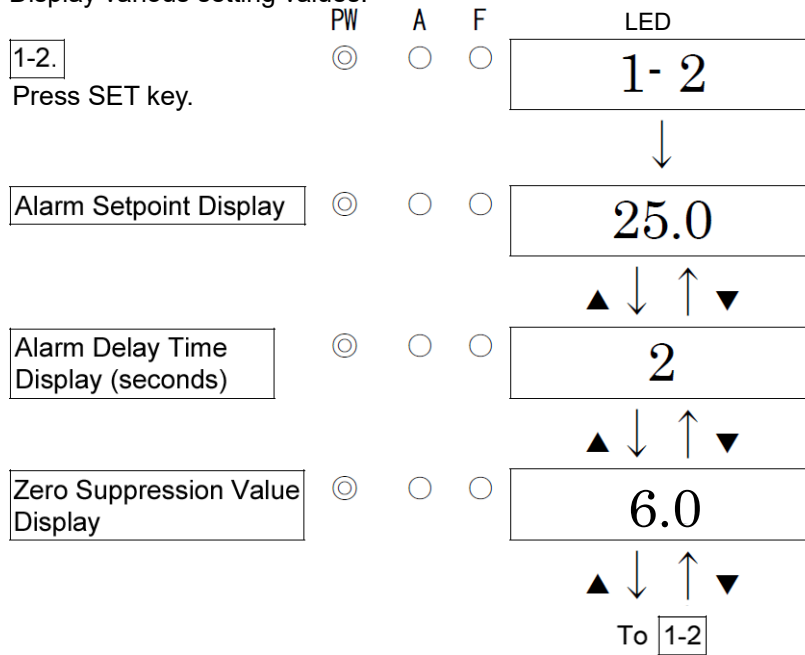 Display various setting values.
PW A F LED
1-2. 1- 2
Press SET key.
↓
Alarm Setpoint Display 25.0
▲ ↓ ↑ ▼
Alarm Delay Time
Display (seconds) 2
▲ ↓ ↑ ▼
Zero Suppression Value
Display 6.0
▲ ↓ ↑ ▼
To 1-2